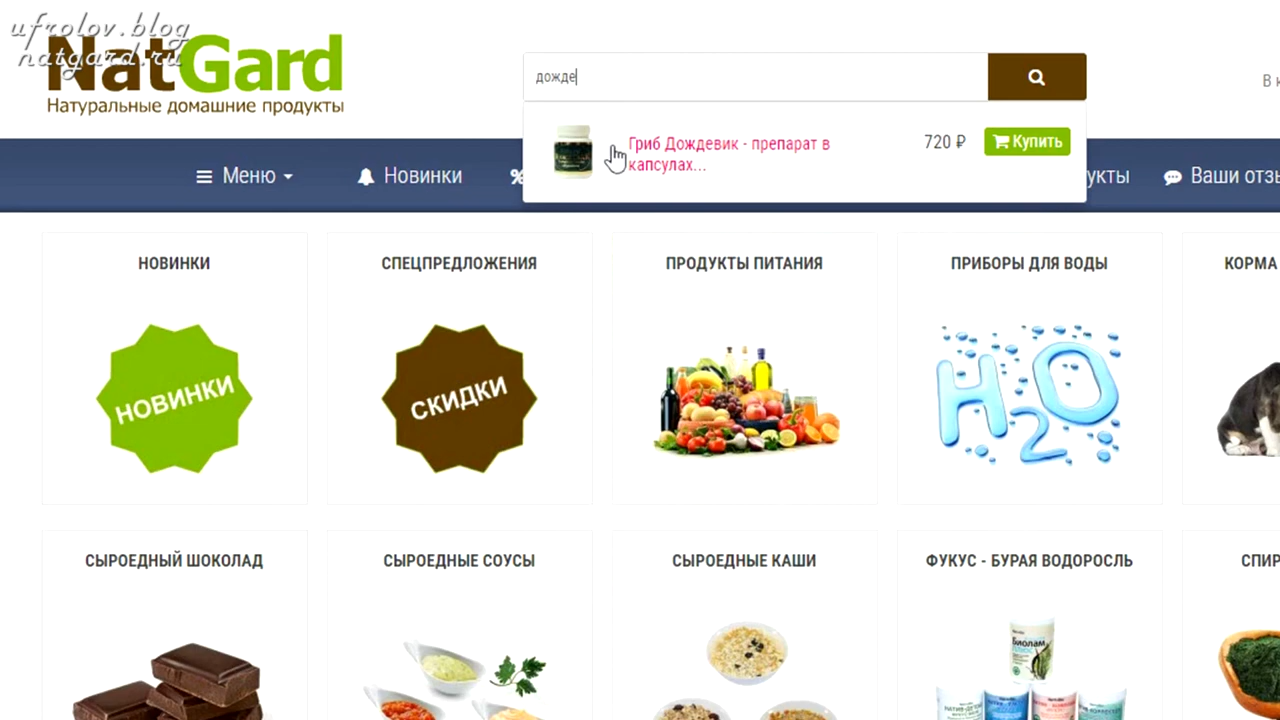 ufrolov.blog
natgard.ru
NatGard
Натуральные домашние продукты
дожде
В к
Гриб Дождевик - препарат в
капсулах...
720 ₽
Купить
Меню
Новинки
%
укты
Ваши отз
НОВИНКИ
СПЕЦПРЕДЛОЖЕНИЯ
ПРОДУКТЫ ПИТАНИЯ
ПРИБОРЫ ДЛЯ ВОДЫ
КОРМА
НОВИНКИ
СКИДКИ
H2O
СЫРОЕДНЫЙ ШОКОЛАД
СЫРОЕДНЫЕ СОУСЫ
СЫРОЕДНЫЕ КАШИ
ФУКУС - БУРАЯ ВОДОРОСЛЬ
СПИР
Биолам